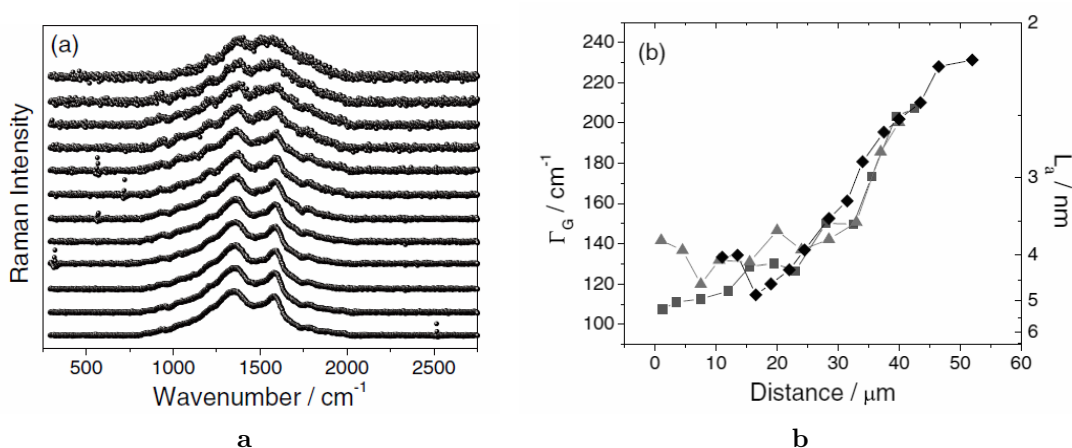 (a)
Raman Intensity
500 1000 1500 2000 2500
Wavenumber / cm⁻¹
a
(b)
240
220
200
180
160
140
120
100
Γ_G / cm⁻¹
0 10 20 30 40 50 60
Distance / μm
2
3
4
5
6
L_a / nm
b